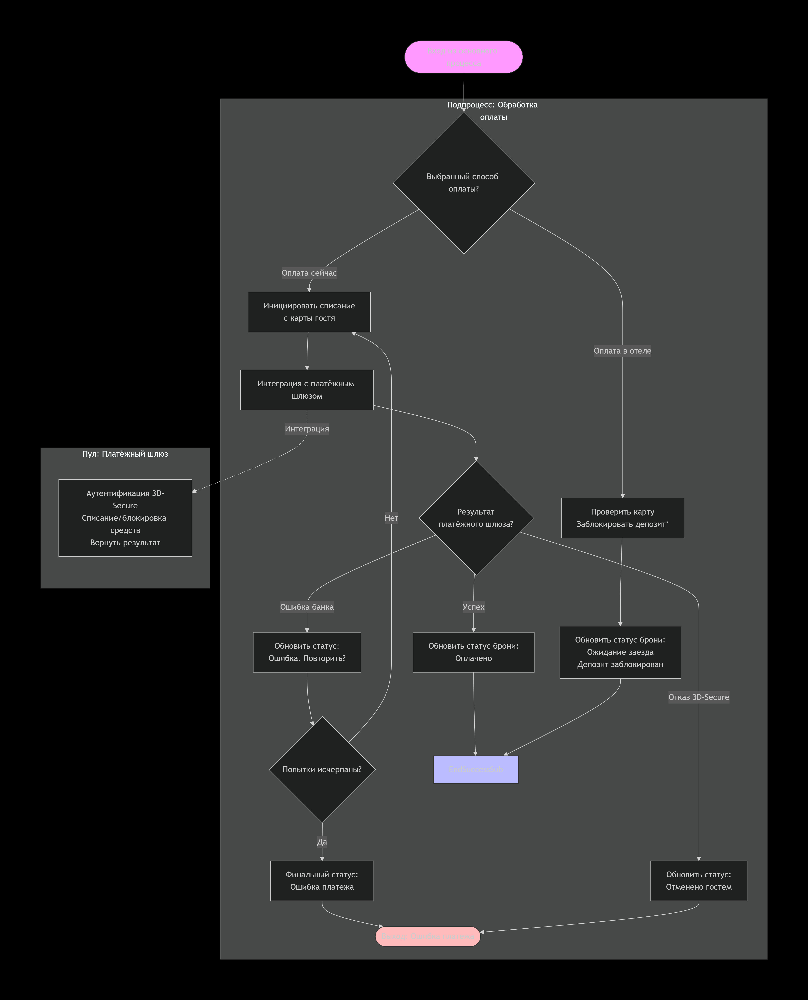 Вход из основного
процесса
Подпроцесс: Обработка
оплаты
Выбранный способ
оплаты?
Оплата сейчас
Инициировать списание
с карты гостя
Оплата в отеле
Интеграция с платёжным
шлюзом
Интеграция
Пул: Платёжный шлюз
Аутентификация 3D-
Secure
Списание/блокировка
средств
Вернуть результат
Нет
Результат
платёжного шлюза?
Проверить карту
Заблокировать депозит*
Ошибка банка
Успех
Обновить статус:
Ошибка. Повторить?
Обновить статус брони:
Оплачено
Обновить статус брони:
Ожидание заезда
Депозит заблокирован
Отказ 3D-Secure
Попытки исчерпаны?
EndSuccessSub
Да
Финальный статус:
Ошибка платежа
Обновить статус:
Отменено гостем
Выход: Ошибка платежа